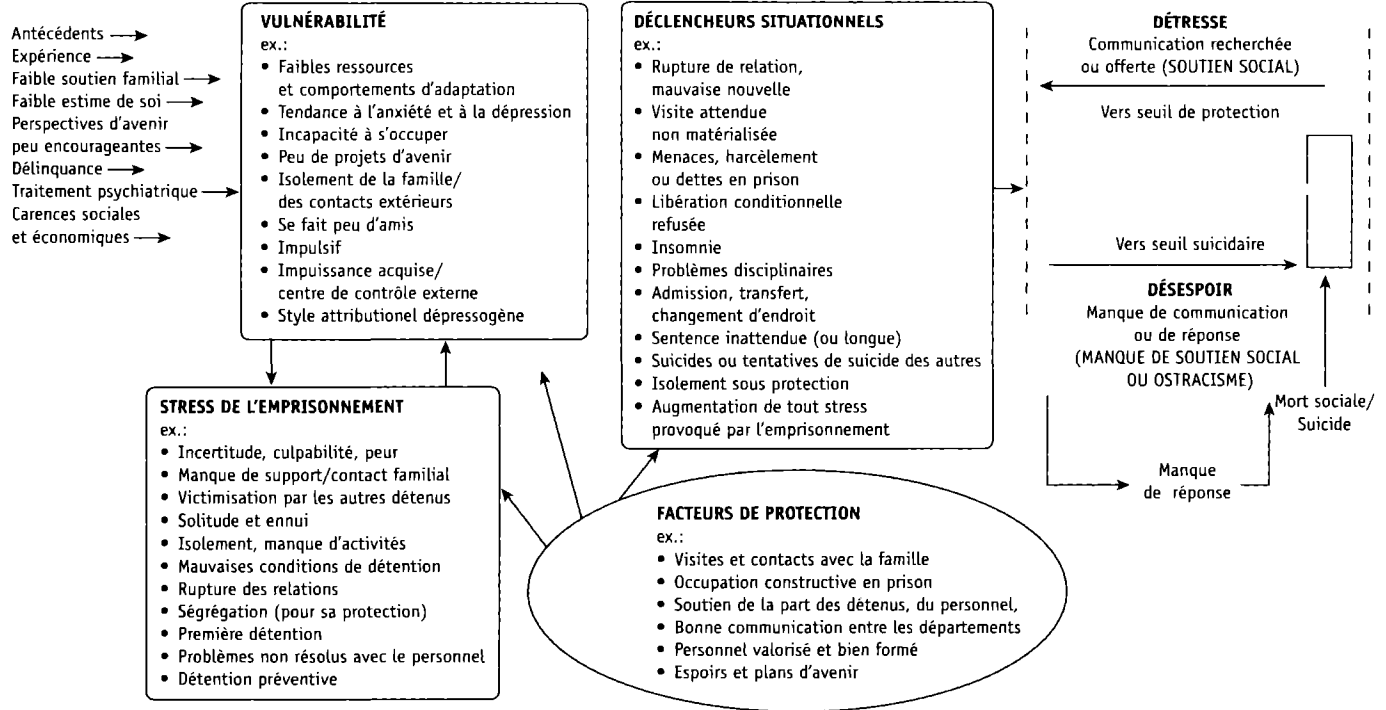 Antécédents
Expérience
Faible soutien familial
Faible estime de soi
Perspectives d'avenir
peu encourageantes
Délinquance
Traitement psychiatrique
Carences sociales
et économiques
VULNÉRABILITÉ
ex.:
• Faibles ressources
et comportements d'adaptation
• Tendance à l'anxiété et à la dépression
• Incapacité à s'occuper
• Peu de projets d'avenir
• Isolement de la famille/
des contacts extérieurs
• Se fait peu d'amis
• Impulsif
• Impuissance acquise/
centre de contrôle externe
• Style attributionel dépressogène
STRESS DE L'EMPRISONNEMENT
ex.:
• Incertitude, culpabilité, peur
• Manque de support/contact familial
• Victimisation par les autres détenus
• Solitude et ennui
• Isolement, manque d'activités
• Mauvaises conditions de détention
• Rupture des relations
• Ségrégation (pour sa protection)
• Première détention
• Problèmes non résolus avec le personnel
• Détention préventive
DÉCLENCHEURS SITUATIONNELS
ex.:
• Rupture de relation,
mauvaise nouvelle
• Visite attendue
non matérialisée
• Menaces, harcèlement
ou dettes en prison
• Libération conditionnelle
refusée
• Insomnie
• Problèmes disciplinaires
• Admission, transfert,
changement d'endroit
• Sentence inattendue (ou longue)
• Suicides ou tentatives de suicide des autres
• Isolement sous protection
• Augmentation de tout stress
provoqué par l'emprisonnement
FACTEURS DE PROTECTION
ex.:
• Visites et contacts avec la famille
• Occupation constructive en prison
• Soutien de la part des détenus, du personnel,
• Bonne communication entre les départements
• Personnel valorisé et bien formé
• Espoirs et plans d'avenir
DÉTRESSE
Communication recherchée
ou offerte (SOUTIEN SOCIAL)
Vers seuil de protection
Vers seuil suicidaire
DÉSESPOIR
Manque de communication
ou de réponse
(MANQUE DE SOUTIEN SOCIAL
OU OSTRACISME)
Mort sociale/
Suicide
Manque
de réponse